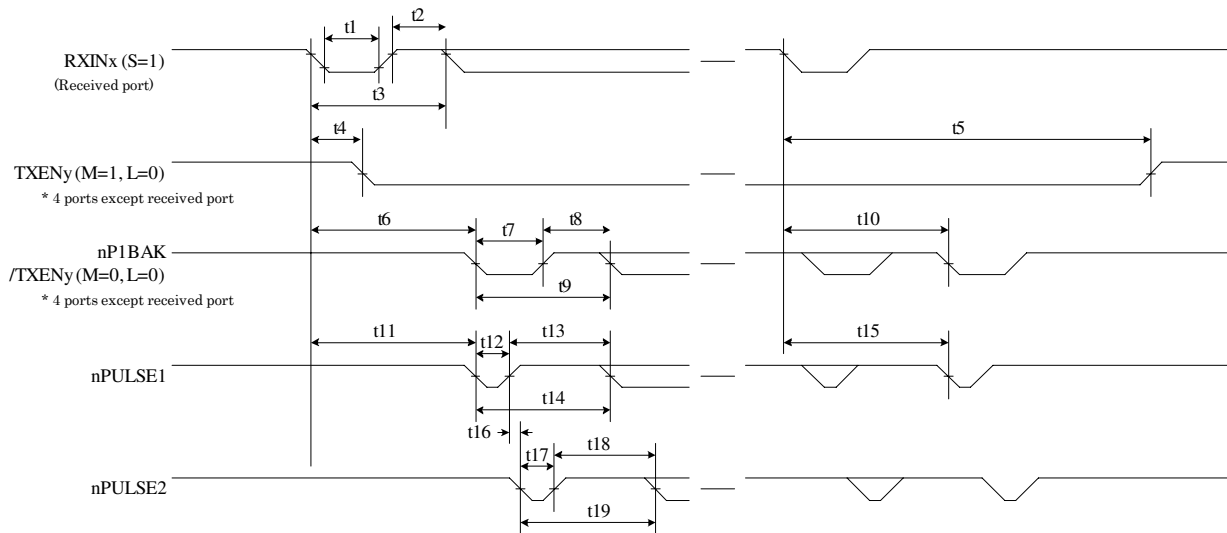 t1
t2
RXINx (S=1)
(Received port)
t3
t4
t5
TXENy (M=1, L=0)
* 4 ports except received port
t6
t7
t8
t10
nP1BAK
/TXENy (M=0, L=0)
* 4 ports except received port
t9
t11
t12
t13
t15
nPULSE1
t14
t16
t17
t18
nPULSE2
t19